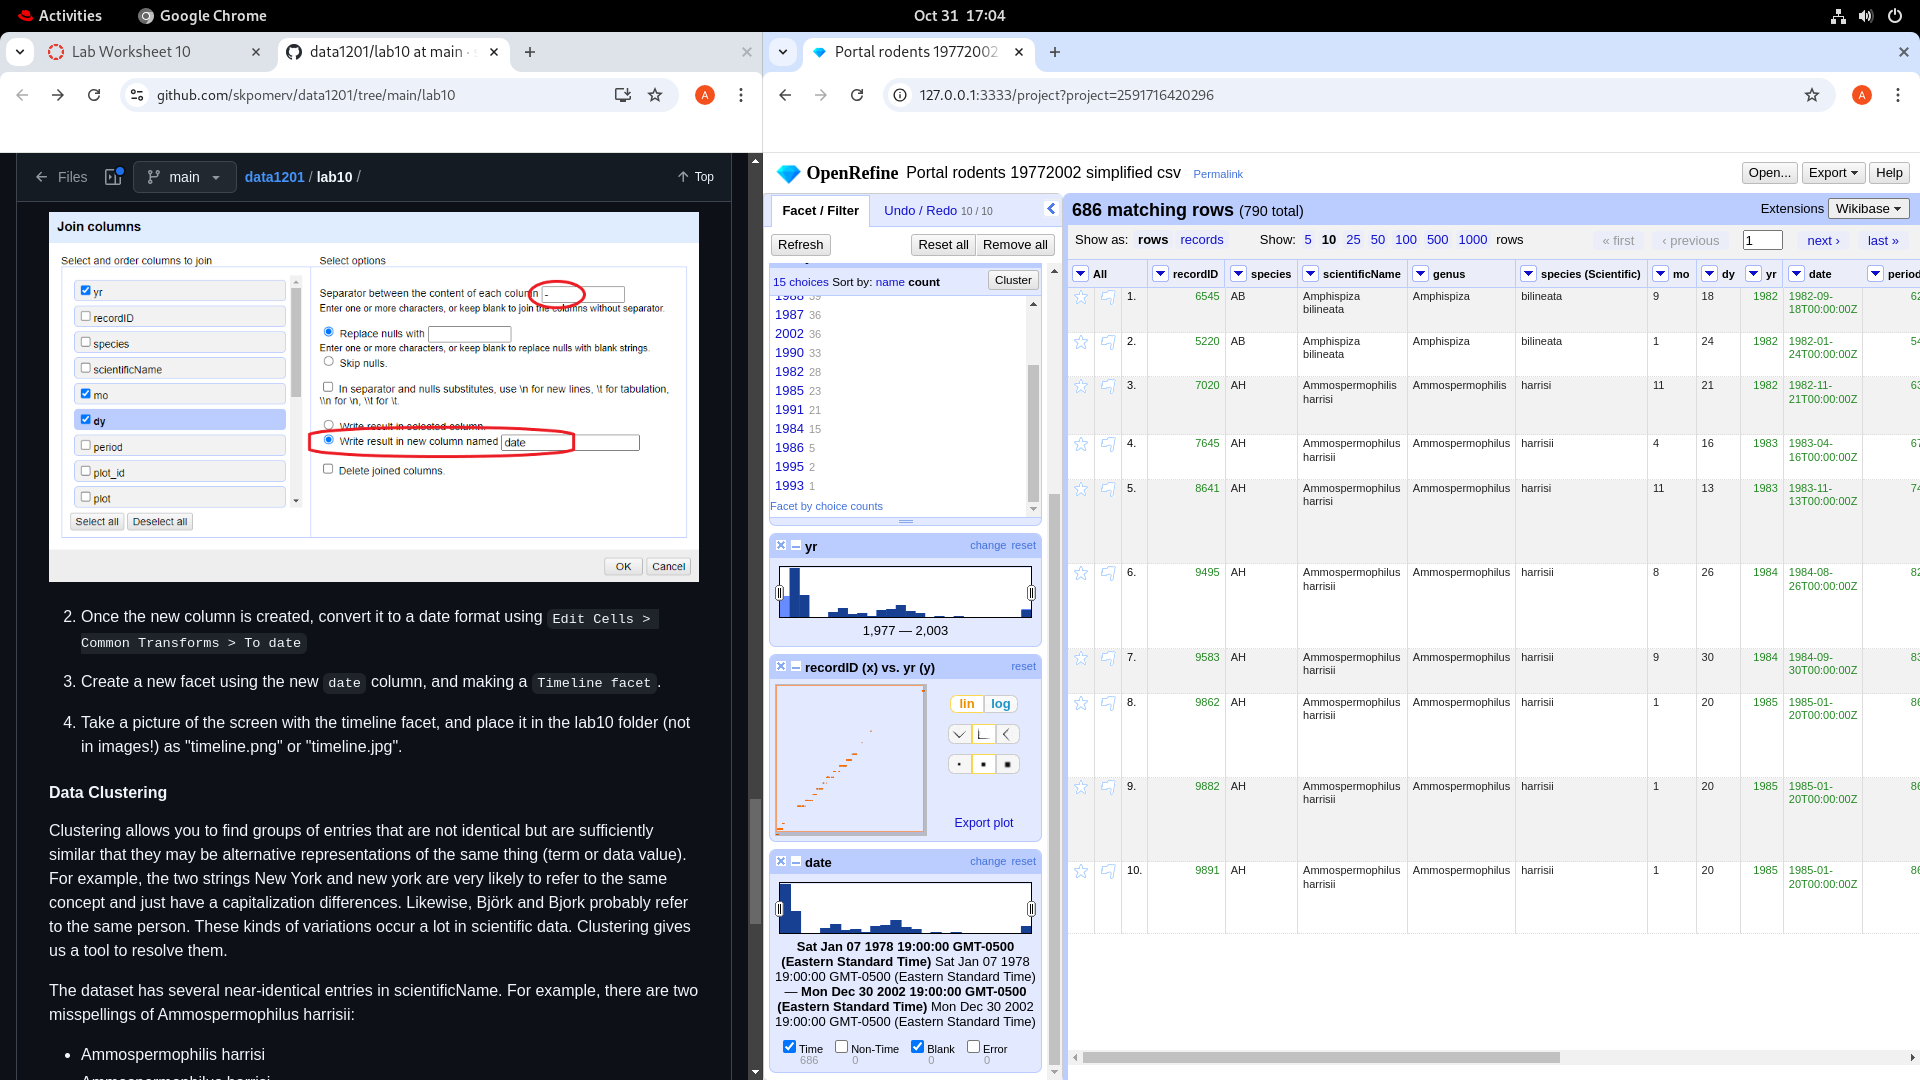 Activities
Google Chrome
Oct 31 17:04
Lab Worksheet 10
data1201/lab10 at main ·
github.com/skpomerv/data1201/tree/main/lab10
A
Files
main
data1201 / lab10 /
Top
Join columns
Select and order columns to join
yr
recordID
species
scientificName
mo
dy
period
plot_id
plot
Select all
Deselect all
Select options
Separator between the content of each column -
Enter one or more characters, or keep blank to join the columns without separator.
Replace nulls with
Enter one or more characters, or keep blank to replace nulls with blank strings.
Skip nulls.
In separator and nulls substitutes, use \n for new lines, \t for tabulation,
\\n for \n, \\t for \t.
Write result in selected column.
Write result in new column named date
Delete joined columns.
OK
Cancel
2. Once the new column is created, convert it to a date format using Edit Cells >
Common Transforms > To date
3. Create a new facet using the new date column, and making a Timeline facet.
4. Take a picture of the screen with the timeline facet, and place it in the lab10 folder (not
in images!) as "timeline.png" or "timeline.jpg".
Data Clustering
Clustering allows you to find groups of entries that are not identical but are sufficiently
similar that they may be alternative representations of the same thing (term or data value).
For example, the two strings New York and new york are very likely to refer to the same
concept and just have a capitalization differences. Likewise, Björk and Bjork probably refer
to the same person. These kinds of variations occur a lot in scientific data. Clustering gives
us a tool to resolve them.
The dataset has several near-identical entries in scientificName. For example, there are two
misspellings of Ammospermophilus harrisii:
• Ammospermophilis harrisi
Ammospermophilus harrisi
Portal rodents 19772002
127.0.0.1:3333/project?project=2591716420296
A
OpenRefine Portal rodents 19772002 simplified csv Permalink
Open...
Export
Help
Facet / Filter
Undo / Redo 10 / 10
Refresh
Reset all
Remove all
15 choices Sort by: name count
Cluster
1988 39
1987 36
2002 36
1990 33
1982 28
1985 23
1991 21
1984 15
1986 5
1995 2
1993 1
Facet by choice counts
yr
change reset
1,977 — 2,003
recordID (x) vs. yr (y)
reset
lin log
Export plot
date
change reset
Sat Jan 07 1978 19:00:00 GMT-0500
(Eastern Standard Time) Sat Jan 07 1978
19:00:00 GMT-0500 (Eastern Standard Time)
— Mon Dec 30 2002 19:00:00 GMT-0500
(Eastern Standard Time) Mon Dec 30 2002
19:00:00 GMT-0500 (Eastern Standard Time)
Time Non-Time Blank Error
686 0 0 0
686 matching rows (790 total)
Extensions Wikibase
Show as: rows records Show: 5 10 25 50 100 500 1000 rows
« first ‹ previous 1 next › last »
All recordID species scientificName genus species (Scientific) mo dy yr date period
1. 6545 AB Amphispiza bilineata Amphispiza bilineata 9 18 1982 1982-09-18T00:00:00Z
2. 5220 AB Amphispiza bilineata Amphispiza bilineata 1 24 1982 1982-01-24T00:00:00Z
3. 7020 AH Ammospermophilis harrisi Ammospermophilis harrisi 11 21 1982 1982-11-21T00:00:00Z
4. 7645 AH Ammospermophilus harrisii Ammospermophilus harrisii 4 16 1983 1983-04-16T00:00:00Z
5. 8641 AH Ammospermophilus harrisi Ammospermophilus harrisi 11 13 1983 1983-11-13T00:00:00Z
6. 9495 AH Ammospermophilus harrisii Ammospermophilus harrisii 8 26 1984 1984-08-26T00:00:00Z
7. 9583 AH Ammospermophilus harrisii Ammospermophilus harrisii 9 30 1984 1984-09-30T00:00:00Z
8. 9862 AH Ammospermophilus harrisii Ammospermophilus harrisii 1 20 1985 1985-01-20T00:00:00Z
9. 9882 AH Ammospermophilus harrisii Ammospermophilus harrisii 1 20 1985 1985-01-20T00:00:00Z
10. 9891 AH Ammospermophilus harrisii Ammospermophilus harrisii 1 20 1985 1985-01-20T00:00:00Z